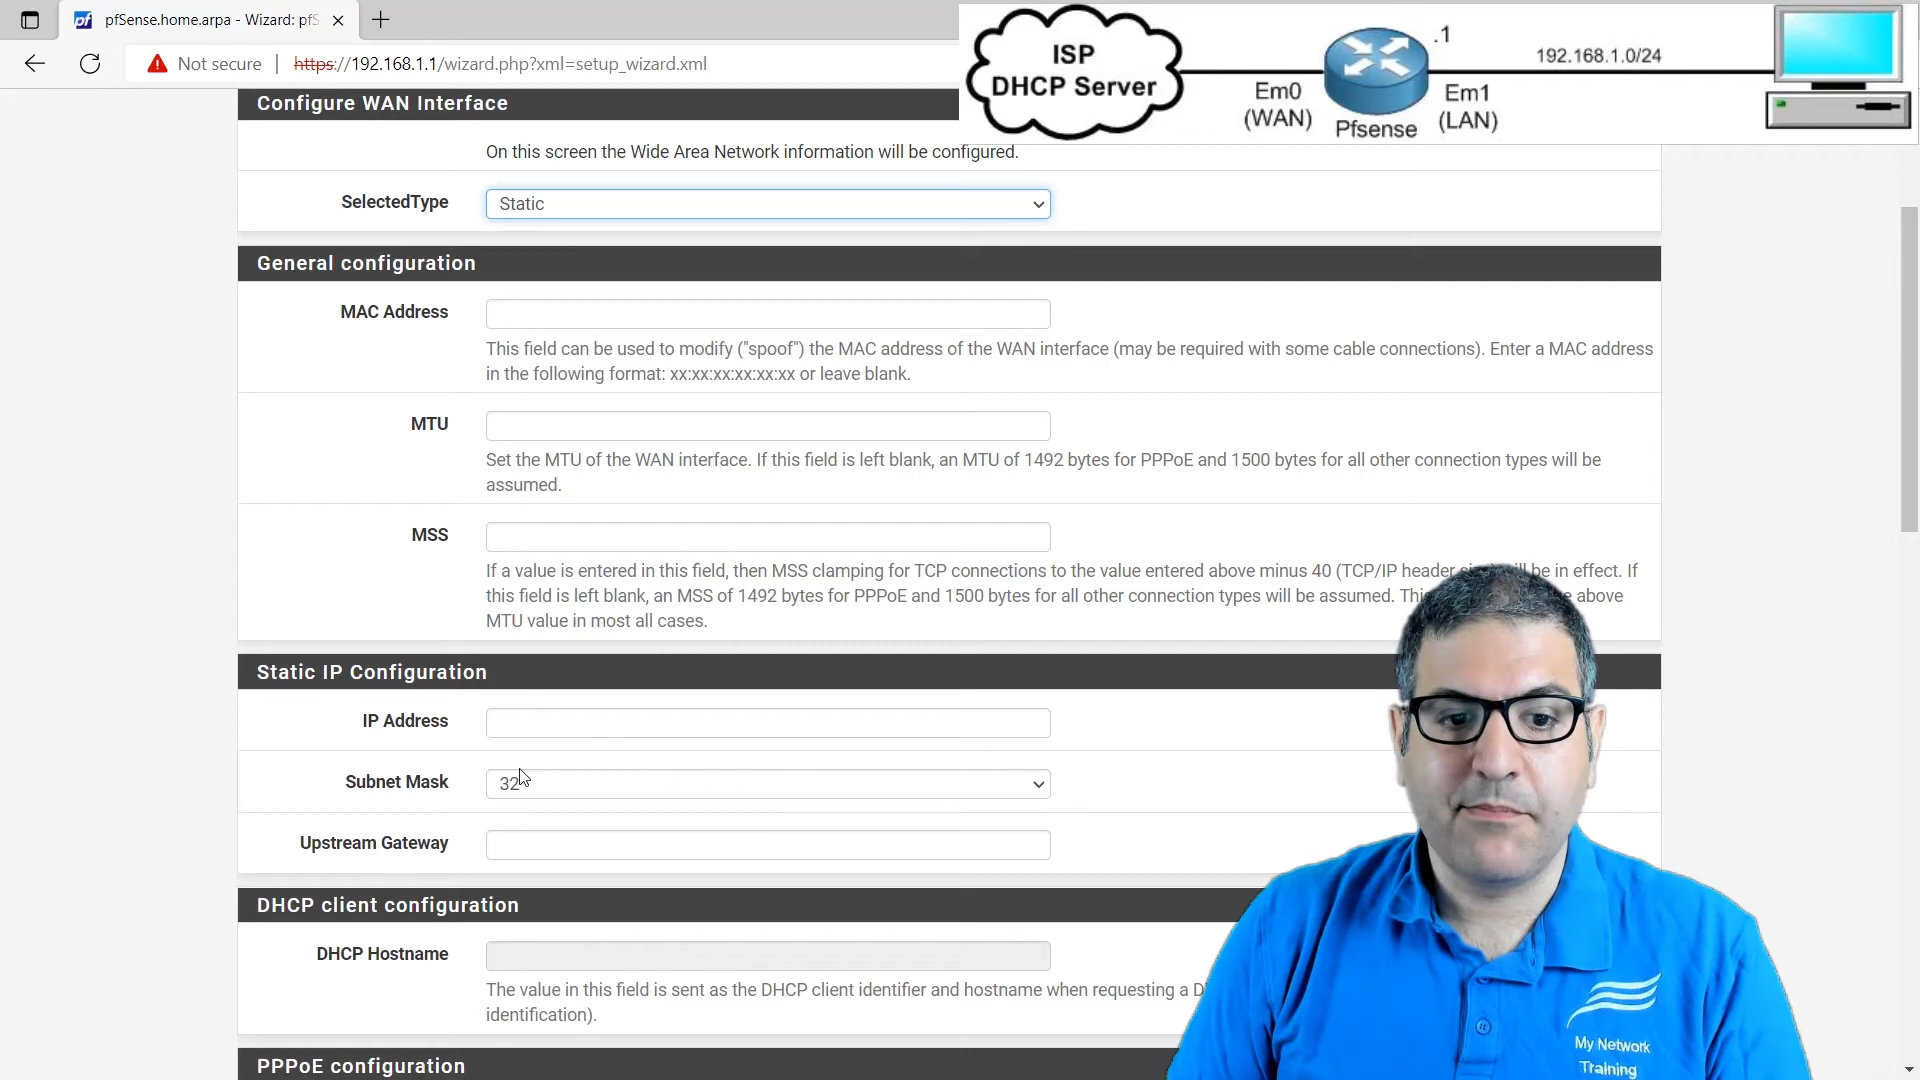 pfSense.home.arpa - Wizard: pfS
Not secure | https://192.168.1.1/wizard.php?xml=setup_wizard.xml
ISP
DHCP Server
Em0
(WAN)
Pfsense
.1
Em1
(LAN)
192.168.1.0/24
Configure WAN Interface
On this screen the Wide Area Network information will be configured.
SelectedType
Static
General configuration
MAC Address
This field can be used to modify ("spoof") the MAC address of the WAN interface (may be required with some cable connections). Enter a MAC address
in the following format: xx:xx:xx:xx:xx:xx or leave blank.
MTU
Set the MTU of the WAN interface. If this field is left blank, an MTU of 1492 bytes for PPPoE and 1500 bytes for all other connection types will be
assumed.
MSS
If a value is entered in this field, then MSS clamping for TCP connections to the value entered above minus 40 (TCP/IP header will be in effect. If
this field is left blank, an MSS of 1492 bytes for PPPoE and 1500 bytes for all other connection types will be assumed. above
MTU value in most all cases.
Static IP Configuration
IP Address
Subnet Mask
32
Upstream Gateway
DHCP client configuration
DHCP Hostname
The value in this field is sent as the DHCP client identifier and hostname when requesting a D
identification).
PPPoE configuration
My Network
Training